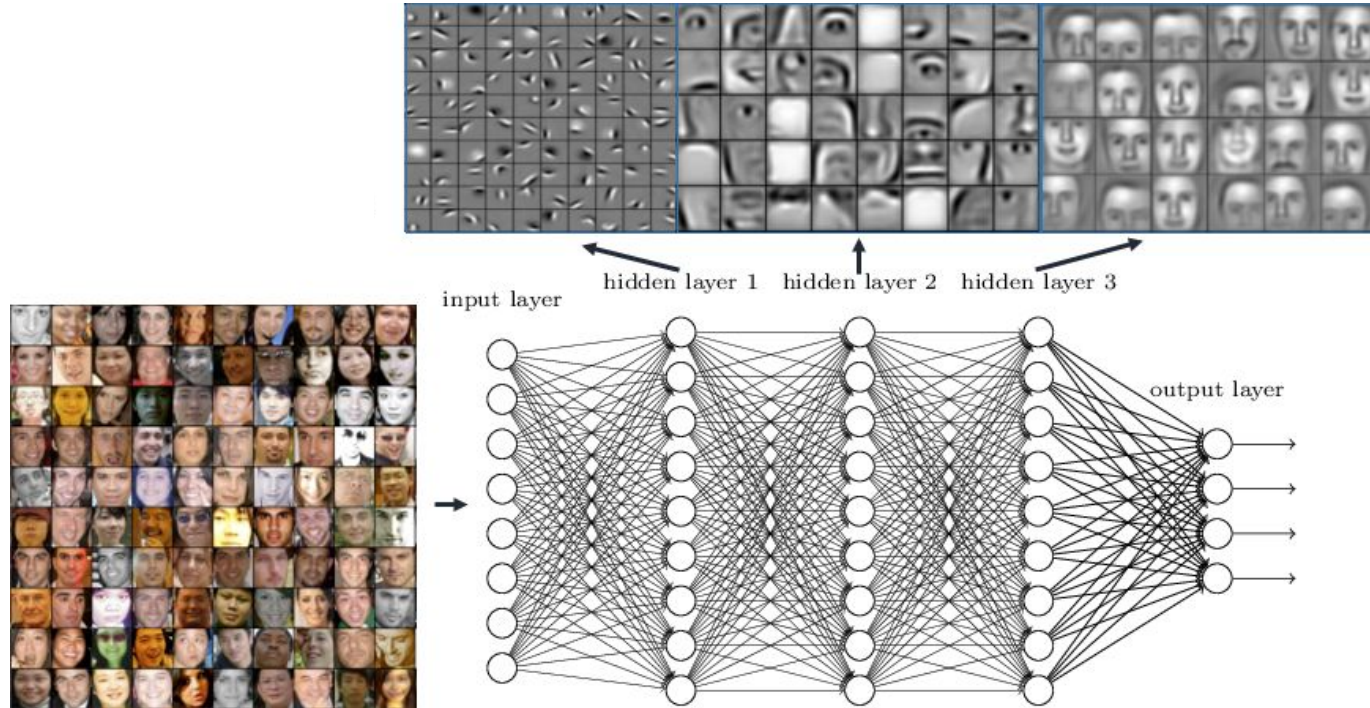 hidden layer 1
hidden layer 2
hidden layer 3
input layer
output layer